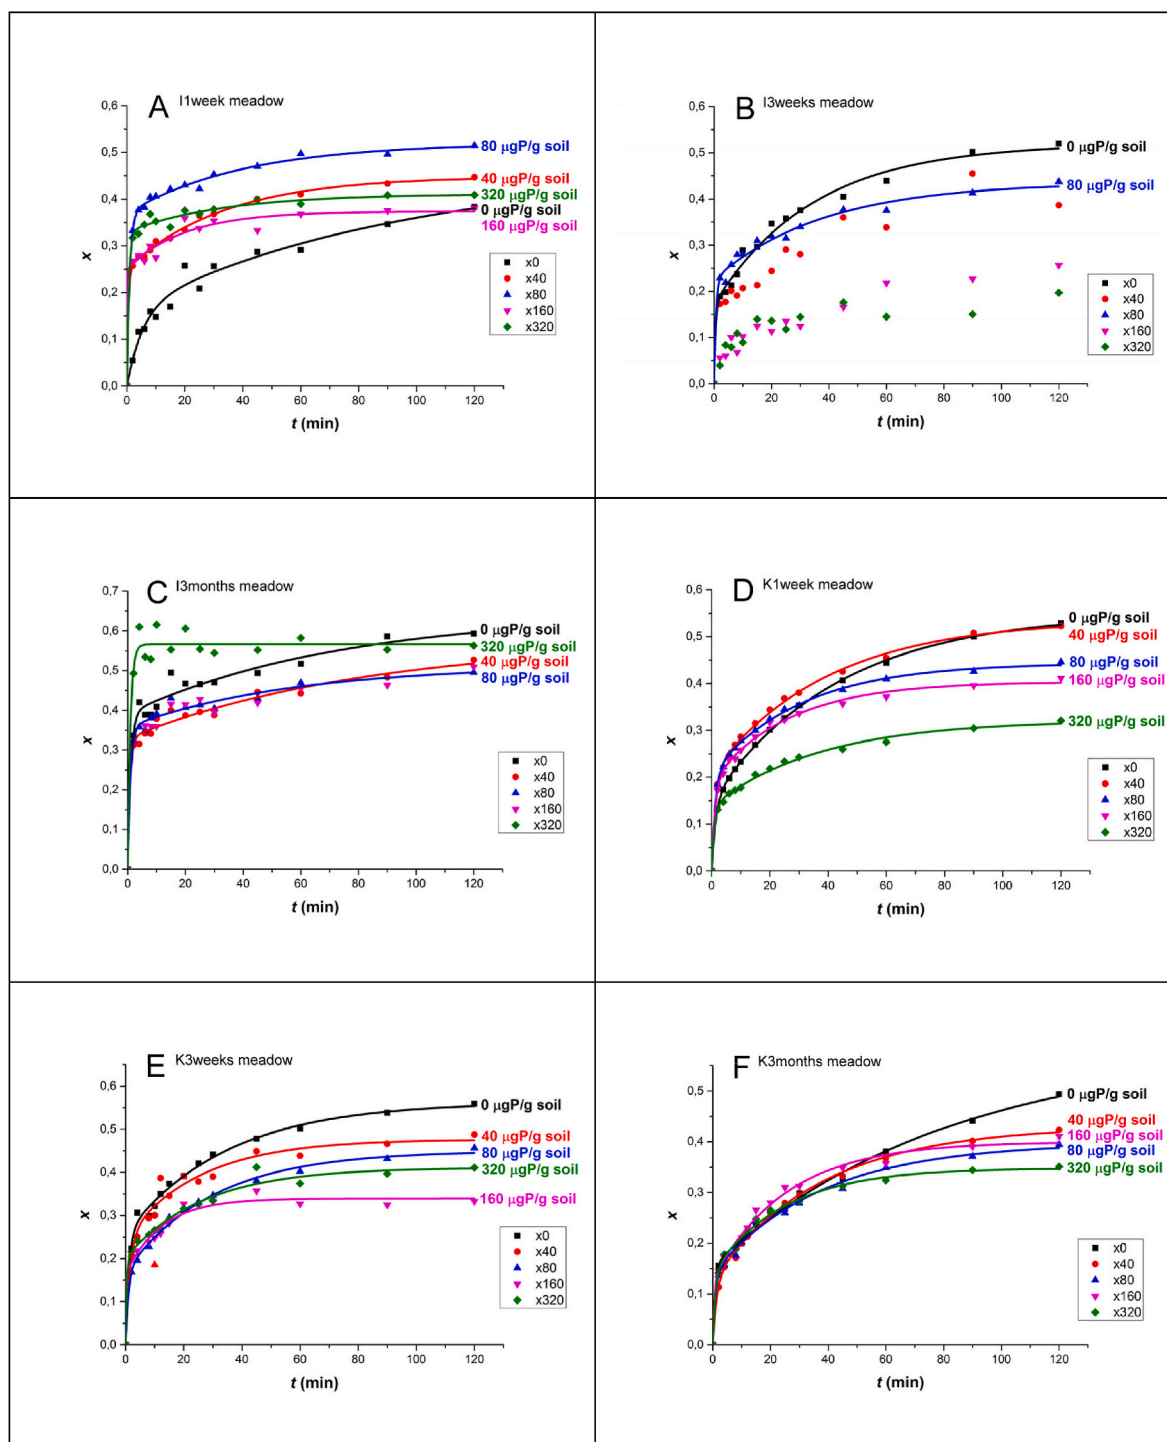 A I1week meadow
0,6
0,5
0,4
0,3
0,2
0,1
0,0
x
0 20 40 60 80 100 120
t (min)
80 µgP/g soil
40 µgP/g soil
320 µgP/g soil
0 µgP/g soil
160 µgP/g soil
x0
x40
x80
x160
x320
B I3weeks meadow
0,6
0,5
0,4
0,3
0,2
0,1
0,0
x
0 20 40 60 80 100 120
t (min)
0 µgP/g soil
80 µgP/g soil
x0
x40
x80
x160
x320
C I3months meadow
0,7
0,6
0,5
0,4
0,3
0,2
0,1
0,0
x
0 20 40 60 80 100 120
t (min)
0 µgP/g soil
320 µgP/g soil
40 µgP/g soil
80 µgP/g soil
x0
x40
x80
x160
x320
D K1week meadow
0,6
0,5
0,4
0,3
0,2
0,1
0,0
x
0 20 40 60 80 100 120
t (min)
0 µgP/g soil
40 µgP/g soil
80 µgP/g soil
160 µgP/g soil
320 µgP/g soil
x0
x40
x80
x160
x320
E K3weeks meadow
0,6
0,5
0,4
0,3
0,2
0,1
0,0
x
0 20 40 60 80 100 120
t (min)
0 µgP/g soil
40 µgP/g soil
80 µgP/g soil
320 µgP/g soil
160 µgP/g soil
x0
x40
x80
x160
x320
F K3months meadow
0,5
0,4
0,3
0,2
0,1
0,0
x
0 20 40 60 80 100 120
t (min)
0 µgP/g soil
40 µgP/g soil
160 µgP/g soil
80 µgP/g soil
320 µgP/g soil
x0
x40
x80
x160
x320